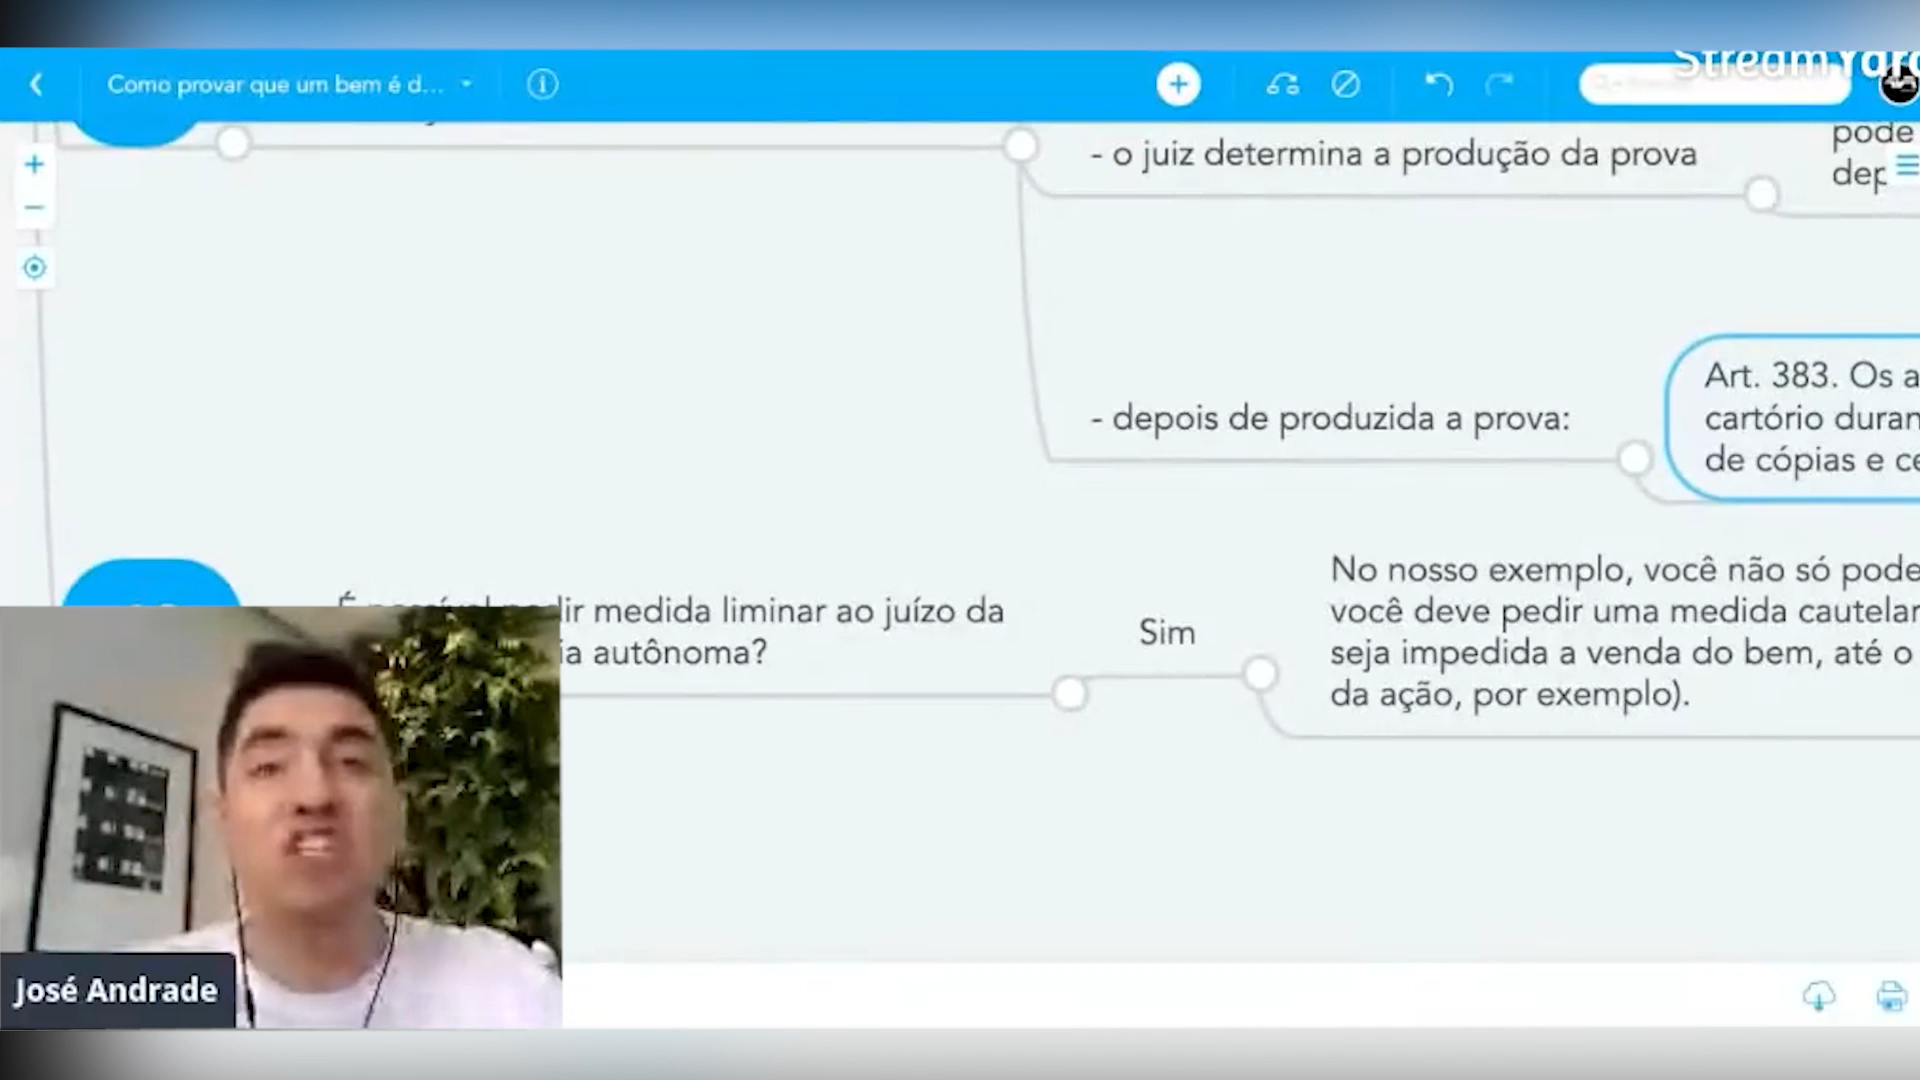 StreamYard
Como provar que um bem é d...
pode
- o juiz determina a produção da prova
dep
Art. 383. Os a
- depois de produzida a prova:
cartório duran
de cópias e ce
No nosso exemplo, você não só pode
dir medida liminar ao juízo da
você deve pedir uma medida cautelar
Sim
ia autônoma?
seja impedida a venda do bem, até o
da ação, por exemplo).
José Andrade